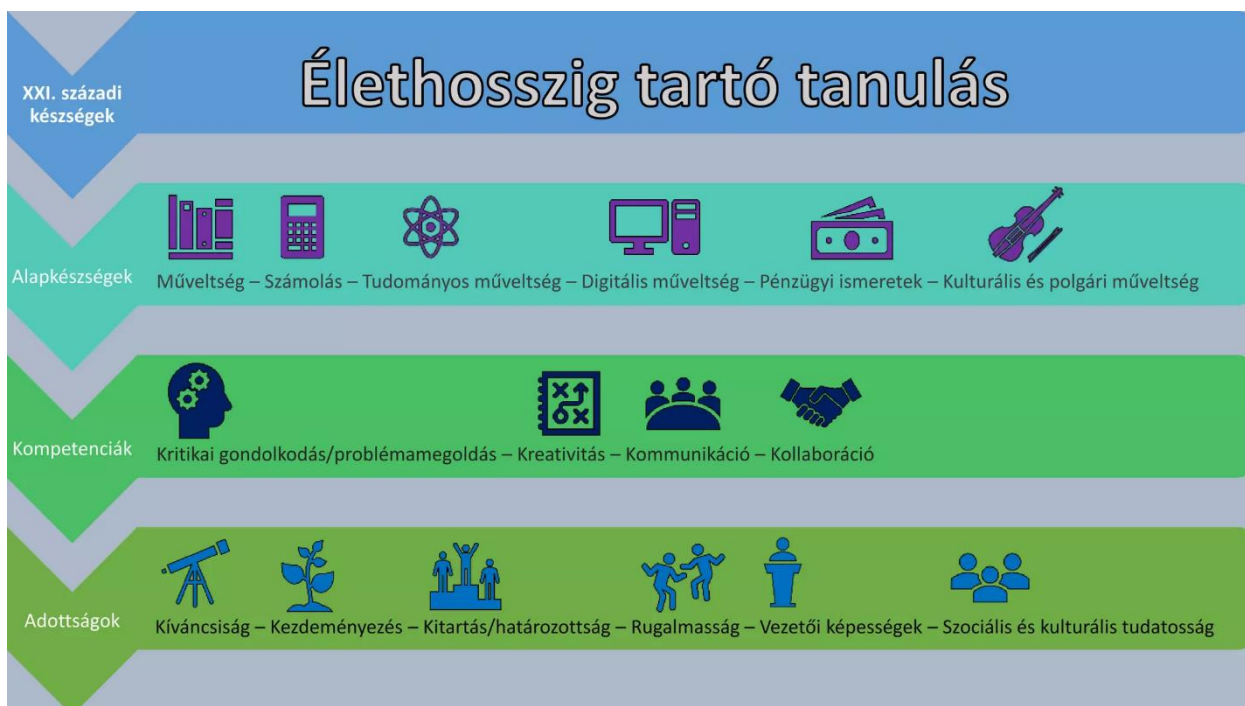 XXI. századi
készségek
Élethosszig tartó tanulás
Alapkészségek
Műveltség – Számolás – Tudományos műveltség – Digitális műveltség – Pénzügyi ismeretek – Kulturális és polgári műveltség
Kompetenciák
Kritikai gondolkodás/problémamegoldás – Kreativitás – Kommunikáció – Kollaboráció
Adottságok
Kíváncsiság – Kezdeményezés – Kitartás/határozottság – Rugalmasság – Vezetői képességek – Szociális és kulturális tudatosság